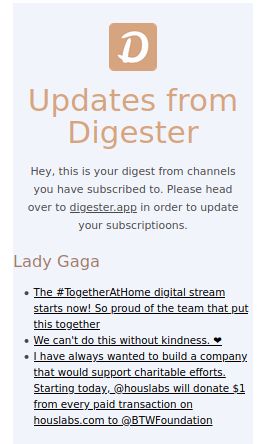 D
Updates from
Digester
Hey, this is your digest from channels
you have subscribed to. Please head
over to digester.app in order to update
your subscriptioons.
Lady Gaga
• The #TogetherAtHome digital stream
starts now! So proud of the team that put
this together
• We can't do this without kindness. ❤
• I have always wanted to build a company
that would support charitable efforts.
Starting today, @houslabs will donate $1
from every paid transaction on
houslabs.com to @BTWFoundation